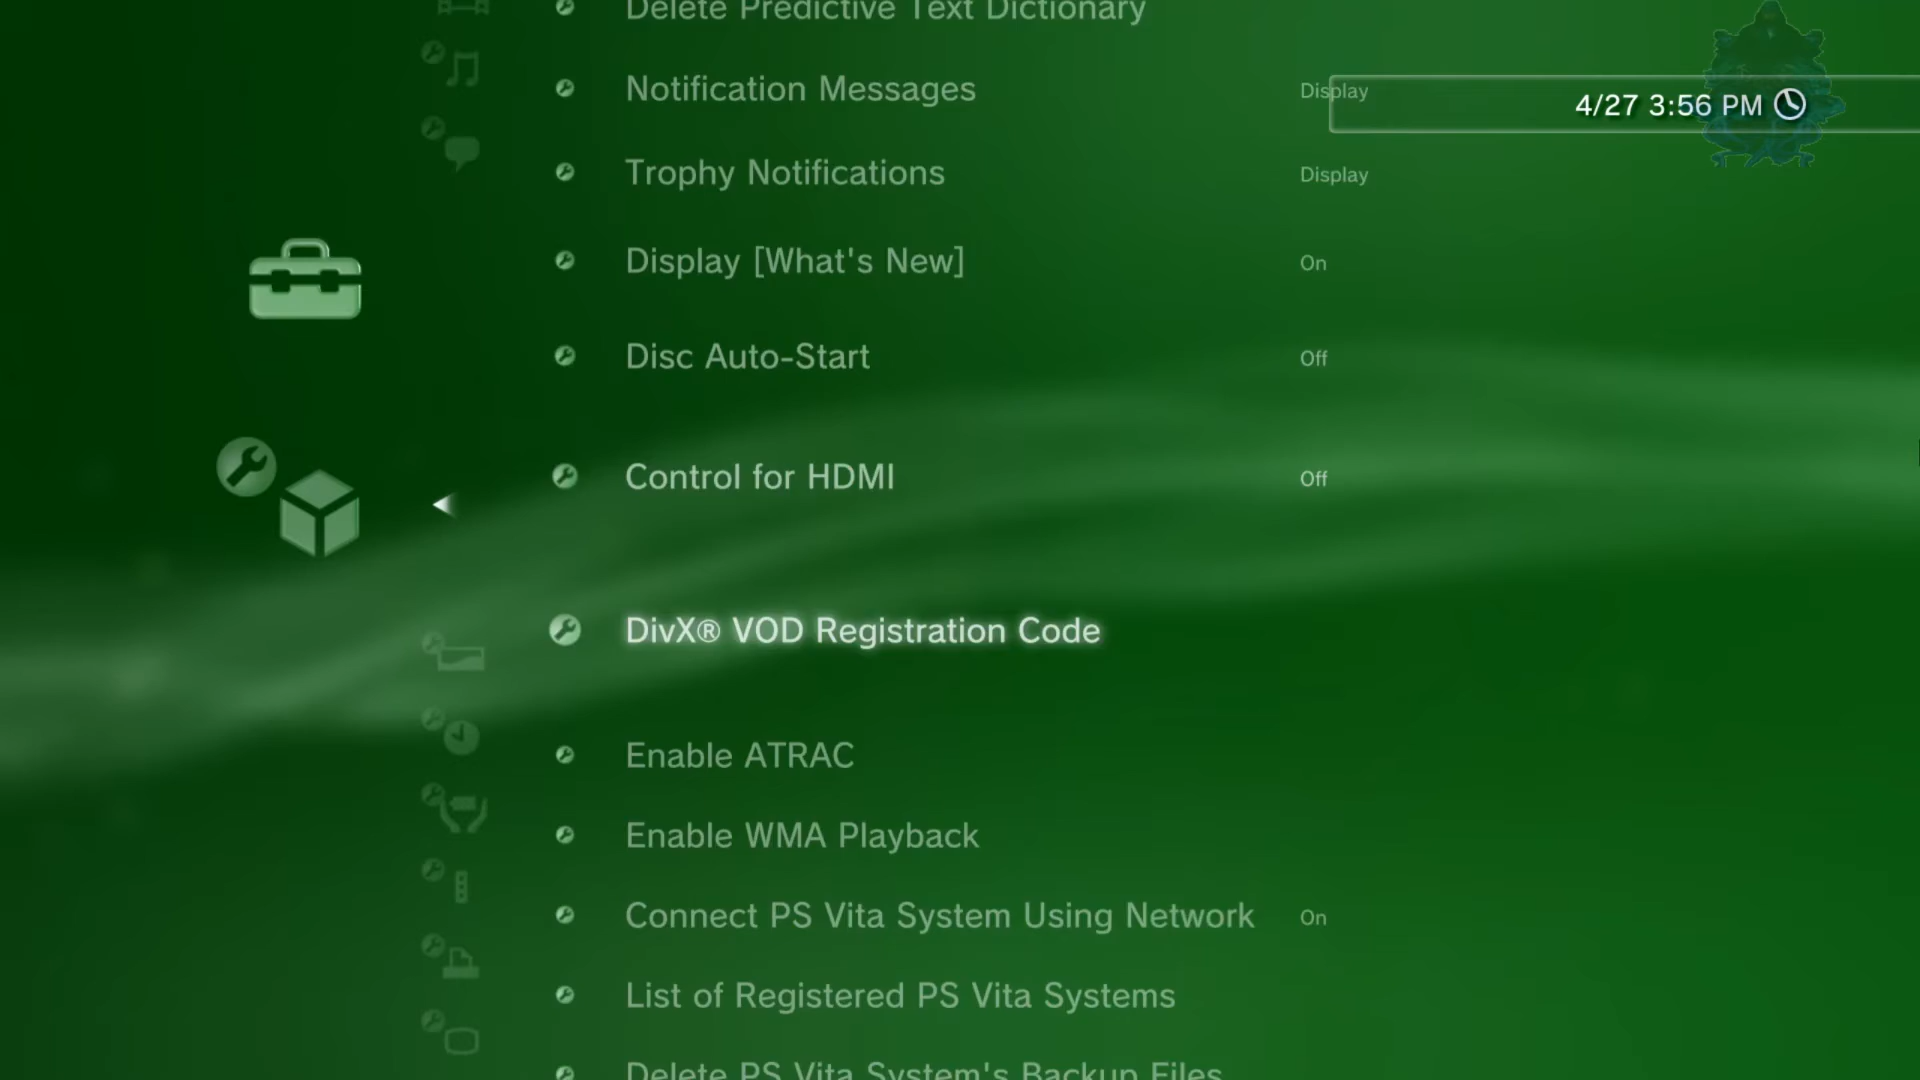 Delete Predictive Text Dictionary
Notification Messages Display
4/27 3:56 PM
Trophy Notifications Display
Display [What's New] On
Disc Auto-Start Off
Control for HDMI Off
DivX® VOD Registration Code
Enable ATRAC
Enable WMA Playback
Connect PS Vita System Using Network On
List of Registered PS Vita Systems
Delete PS Vita System's Backup Files